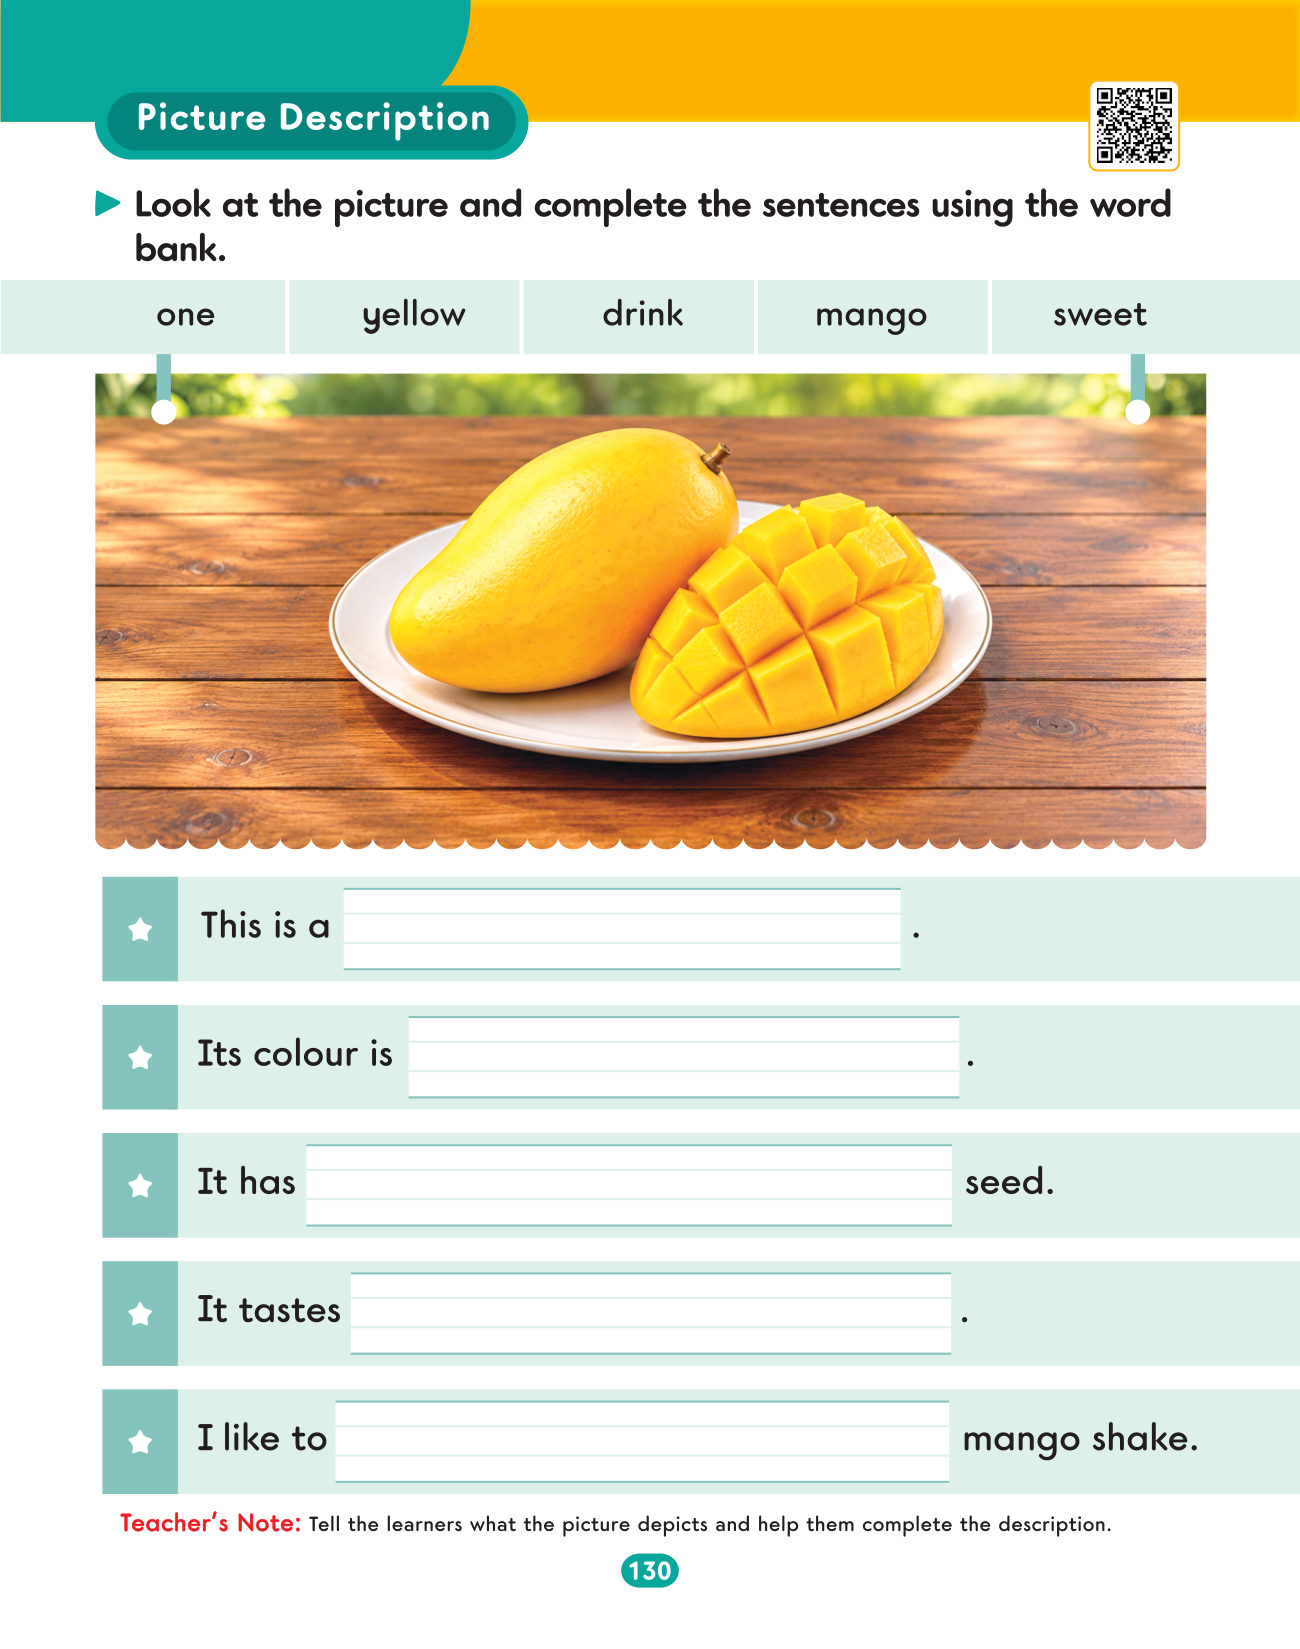 Picture Description
Look at the picture and complete the sentences using the word
bank.
one yellow drink mango sweet
This is a .
Its colour is .
It has seed.
It tastes .
I like to mango shake.
Teacher's Note: Tell the learners what the picture depicts and help them complete the description.
130